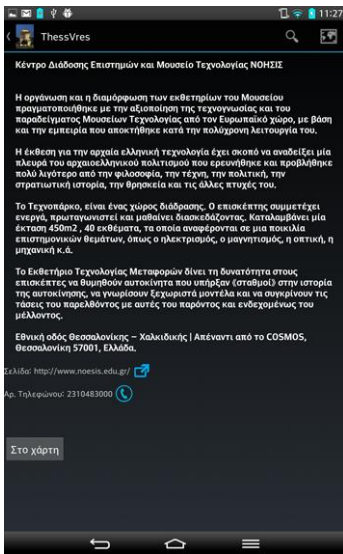 11:27
ThessVres
Κέντρο Διάδοσης Επιστημών και Μουσείο Τεχνολογίας ΝΟΗΣΙΣ
Η οργάνωση και η διαμόρφωση των εκθετηρίων του Μουσείου
πραγματοποιήθηκε με την αξιοποίηση της τεχνογνωσίας και του
παραδείγματος Μουσείων Τεχνολογίας από τον Ευρωπαϊκό χώρο, με βάση
και την εμπειρία που αποκτήθηκε κατά την πολύχρονη λειτουργία του.
Η έκθεση για την αρχαία ελληνική τεχνολογία έχει σκοπό να αναδείξει μία
πλευρά του αρχαιοελληνικού πολιτισμού που ερευνήθηκε και προβλήθηκε
πολύ λιγότερο από την φιλοσοφία, την τέχνη, την πολιτική, την
στρατιωτική ιστορία, την θρησκεία και τις άλλες πτυχές του.
Το Τεχνοπάρκο, είναι ένας χώρος διάδρασης. Ο επισκέπτης συμμετέχει
ενεργά, πρωταγωνιστεί και μαθαίνει διασκεδάζοντας. Καταλαμβάνει μία
έκταση 450m2 , 40 εκθέματα, τα οποία αναφέρονται σε μια ποικιλία
επιστημονικών θεμάτων, όπως ο ηλεκτρισμός, ο μαγνητισμός, η οπτική, η
μηχανική κ.ά.
Το Εκθετήριο Τεχνολογίας Μεταφορών δίνει τη δυνατότητα στους
επισκέπτες να θυμηθούν αυτοκίνητα που υπήρξαν ⟨⟨σταθμοί⟩⟩ στην ιστορία
της αυτοκίνησης, να γνωρίσουν ξεχωριστά μοντέλα και να συγκρίνουν τις
τάσεις του παρελθόντος με αυτές του παρόντος και ενδεχομένως του
μέλλοντος.
Εθνική οδός Θεσσαλονίκης – Χαλκιδικής | Απέναντι από το COSMOS,
Θεσσαλονίκη 57001, Ελλάδα.
Σελίδα: http://www.noesis.edu.gr/
Αρ. Τηλεφώνου: 2310483000
Στο χάρτη